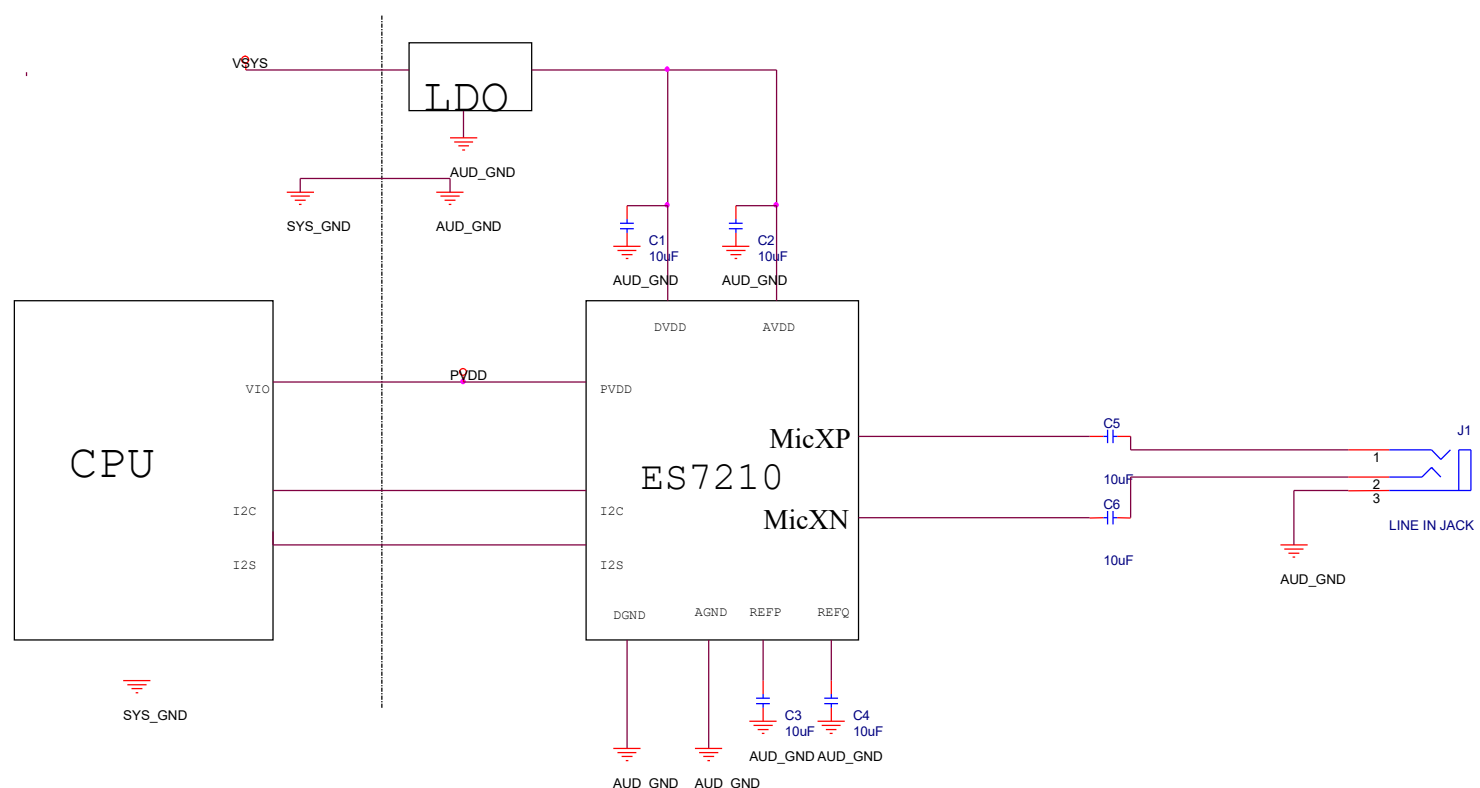 VSYS
LDO
AUD_GND
SYS_GND
AUD_GND
C1
10uF
AUD_GND
C2
10uF
AUD_GND
DVDD
AVDD
VIO
PVDD
PVDD
CPU
MicXP
ES7210
MicXN
I2C
I2C
I2S
I2S
C5
10uF
C6
10uF
J1
1
2
3
LINE IN JACK
AUD_GND
DGND
AGND
REFP
REFQ
SYS_GND
C3
10uF
C4
10uF
AUD_GND
AUD_GND
AUD_GND
AUD_GND